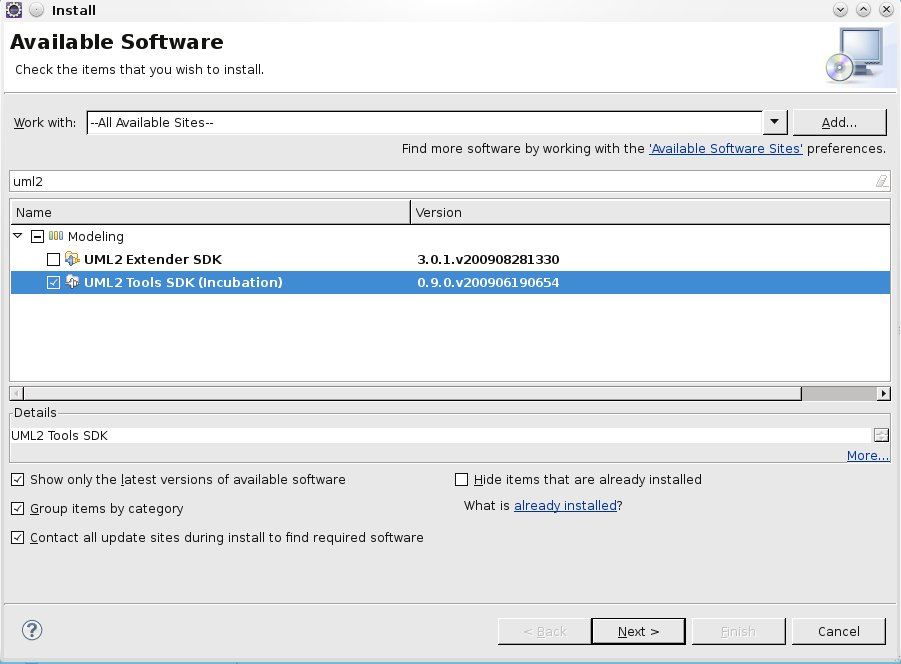 Install
Available Software
Check the items that you wish to install.
Work with: --All Available Sites-- Add...
Find more software by working with the 'Available Software Sites' preferences.
uml2
Name Version
Modeling
UML2 Extender SDK 3.0.1.v200908281330
UML2 Tools SDK (Incubation) 0.9.0.v200906190654
Details
UML2 Tools SDK
More...
Show only the latest versions of available software Hide items that are already installed
Group items by category What is already installed?
Contact all update sites during install to find required software
? < Back Next > Finish Cancel